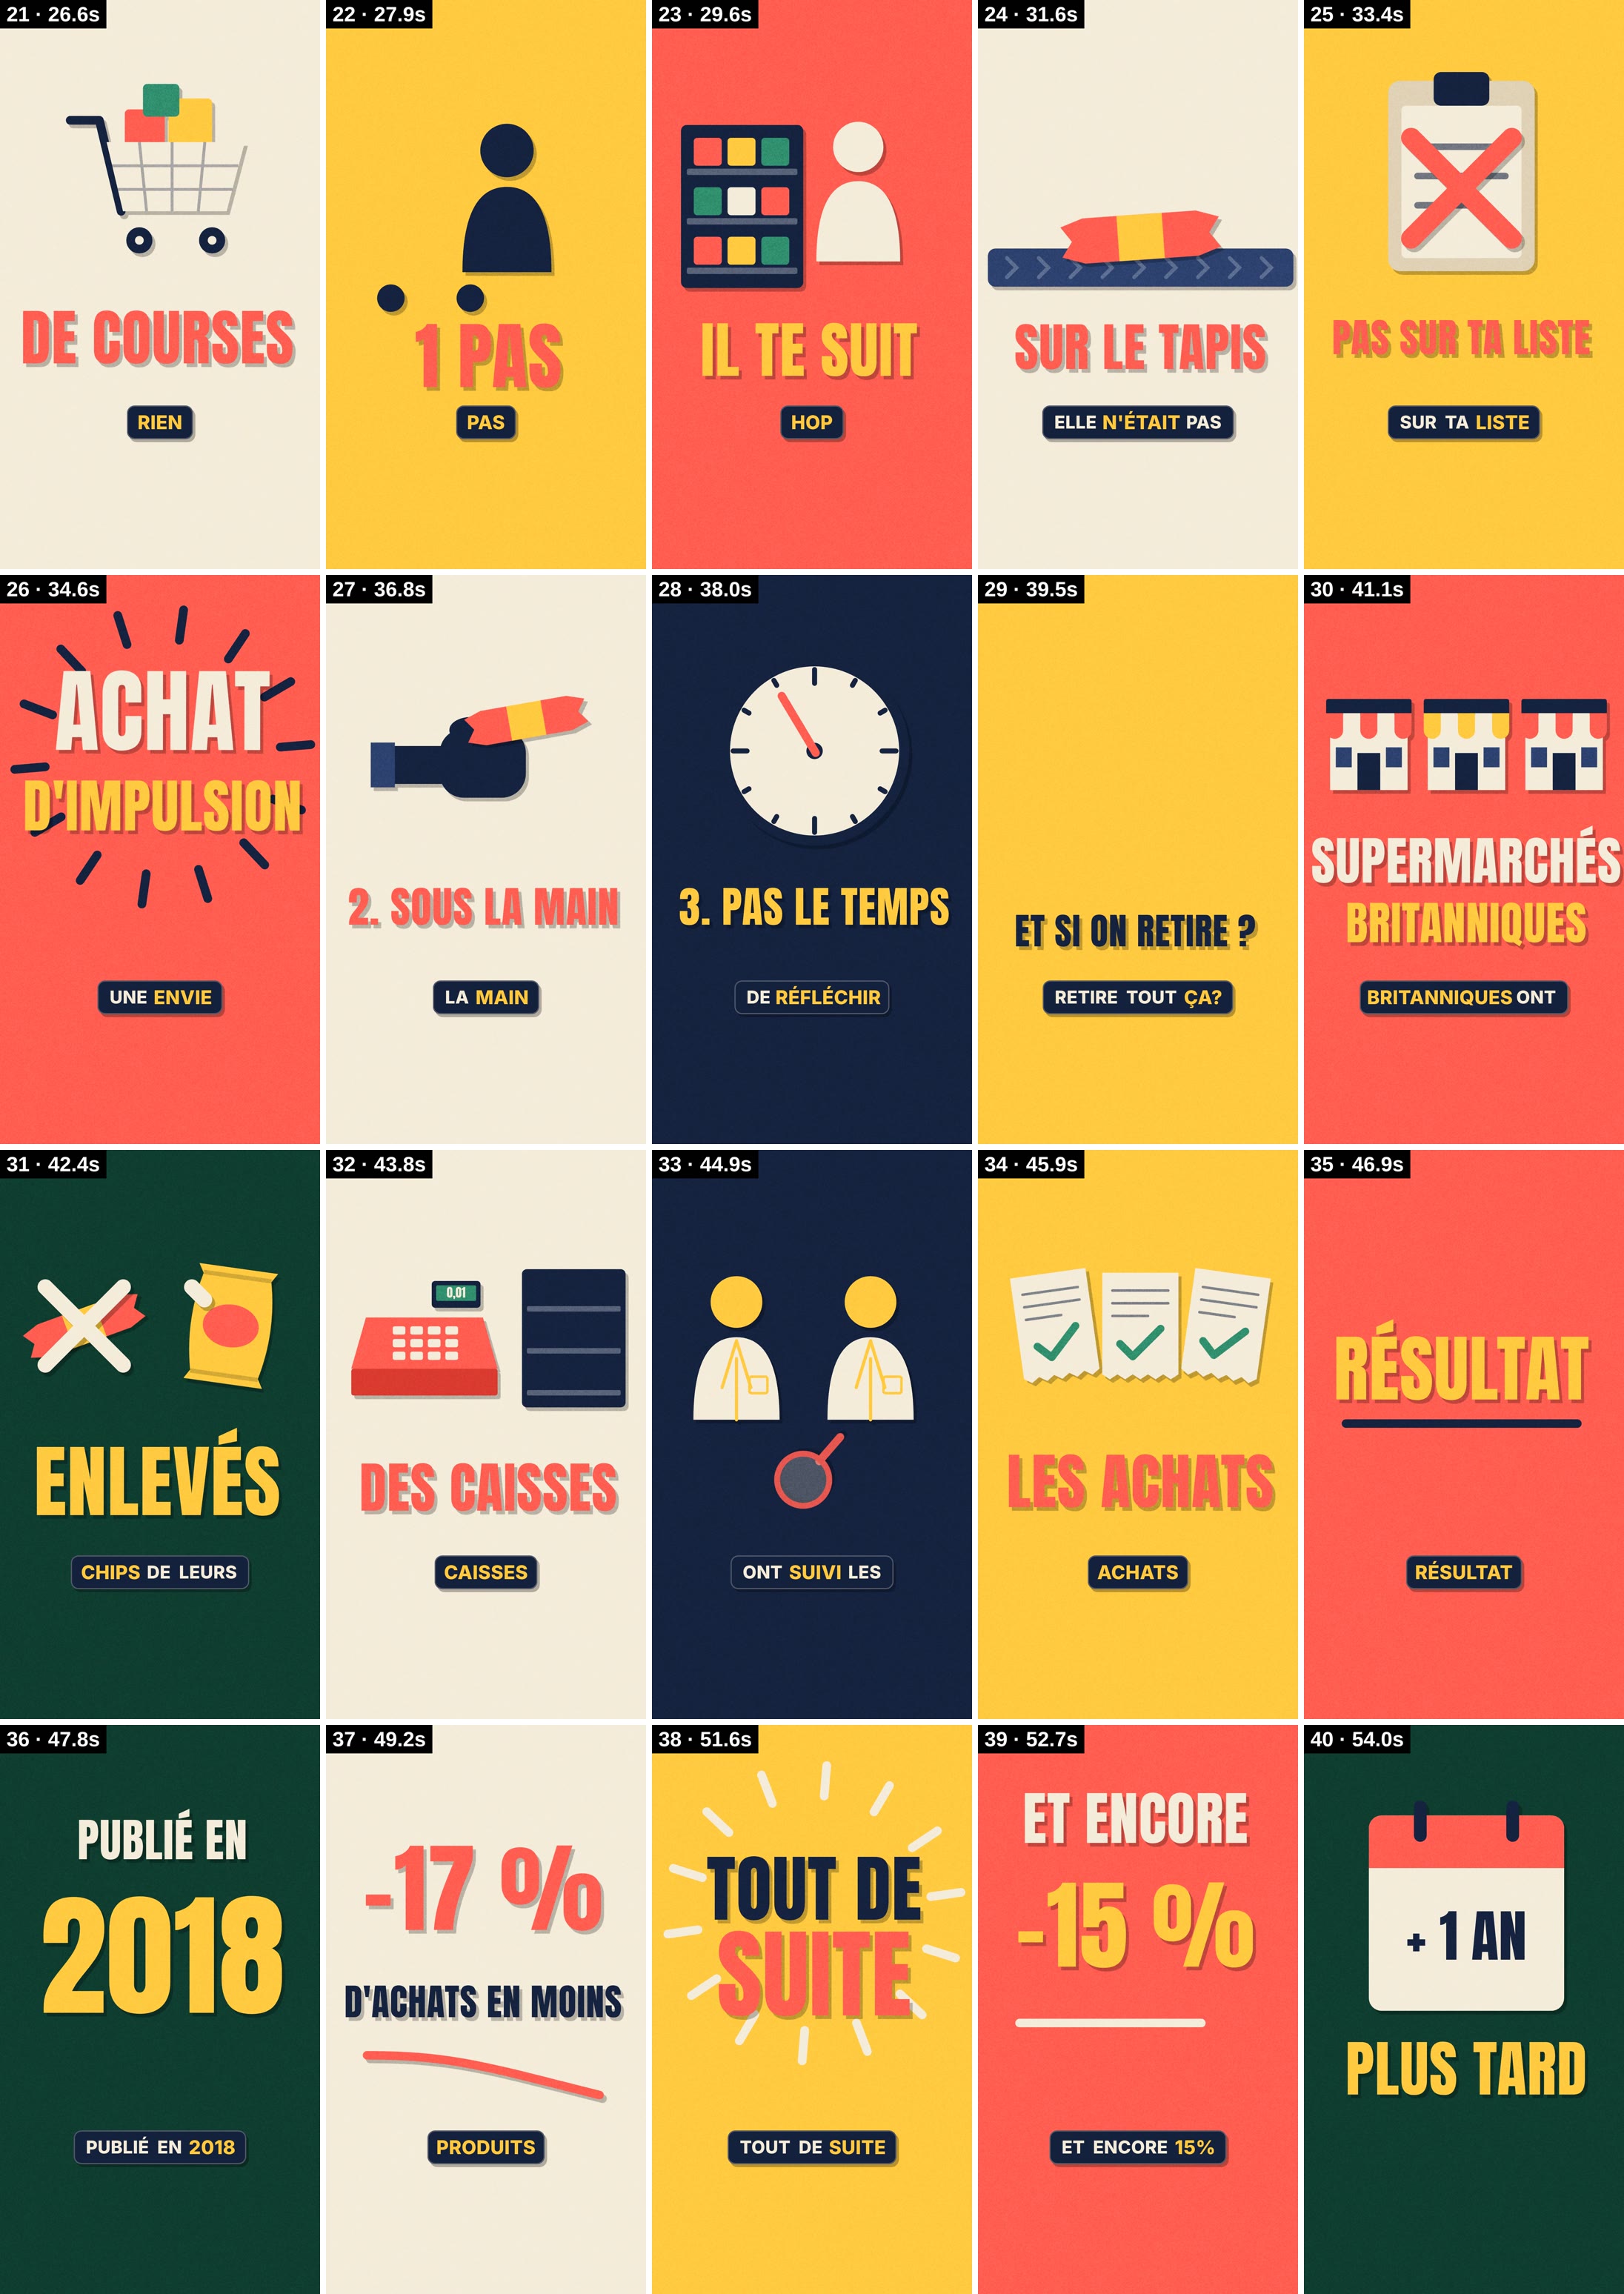 21 · 26.6s
DE COURSES
RIEN
22 · 27.9s
1 PAS
PAS
23 · 29.6s
IL TE SUIT
HOP
24 · 31.6s
SUR LE TAPIS
ELLE N'ÉTAIT PAS
25 · 33.4s
PAS SUR TA LISTE
SUR TA LISTE
26 · 34.6s
ACHAT
D'IMPULSION
UNE ENVIE
27 · 36.8s
2. SOUS LA MAIN
LA MAIN
28 · 38.0s
3. PAS LE TEMPS
DE RÉFLÉCHIR
29 · 39.5s
ET SI ON RETIRE ?
RETIRE TOUT ÇA?
30 · 41.1s
SUPERMARCHÉS
BRITANNIQUES
BRITANNIQUES ONT
31 · 42.4s
ENLEVÉS
CHIPS DE LEURS
32 · 43.8s
0,01
DES CAISSES
CAISSES
33 · 44.9s
ONT SUIVI LES
34 · 45.9s
LES ACHATS
ACHATS
35 · 46.9s
RÉSULTAT
RÉSULTAT
36 · 47.8s
PUBLIÉ EN
2018
PUBLIÉ EN 2018
37 · 49.2s
-17 %
D'ACHATS EN MOINS
PRODUITS
38 · 51.6s
TOUT DE
SUITE
TOUT DE SUITE
39 · 52.7s
ET ENCORE
-15 %
ET ENCORE 15%
40 · 54.0s
+ 1 AN
PLUS TARD